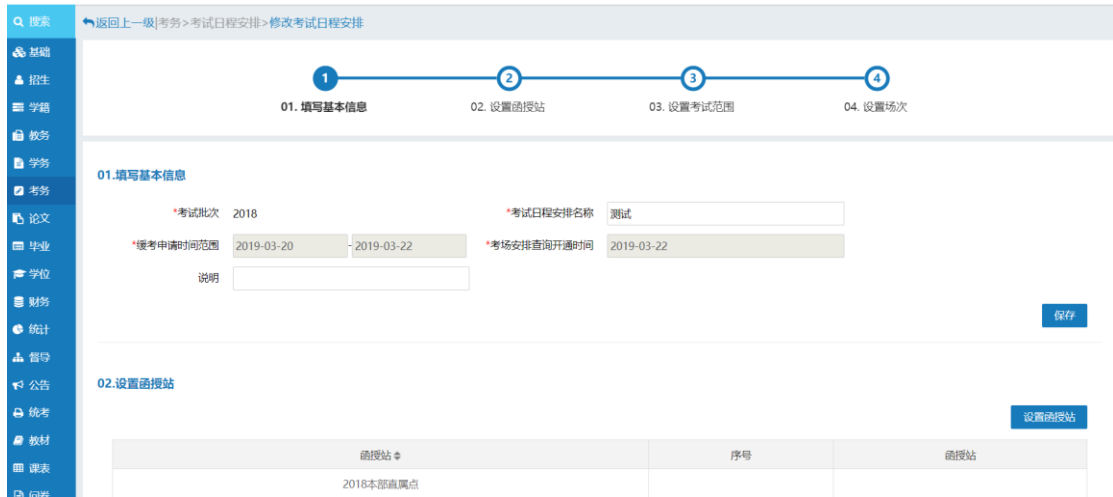 搜索
基础
招生
学籍
教务
学务
考务
论文
毕业
学位
财务
统计
督导
公告
统考
教材
课表
问卷
返回上一级|考务>考试日程安排>修改考试日程安排
1 2 3 4
01. 填写基本信息 02. 设置函授站 03. 设置考试范围 04. 设置场次
01.填写基本信息
*考试批次 2018 *考试日程安排名称 测试
*缓考申请时间范围 2019-03-20 - 2019-03-22 *考场安排查询开通时间 2019-03-22
说明
保存
02.设置函授站
设置函授站
函授站 序号 函授站
2018本部直属点